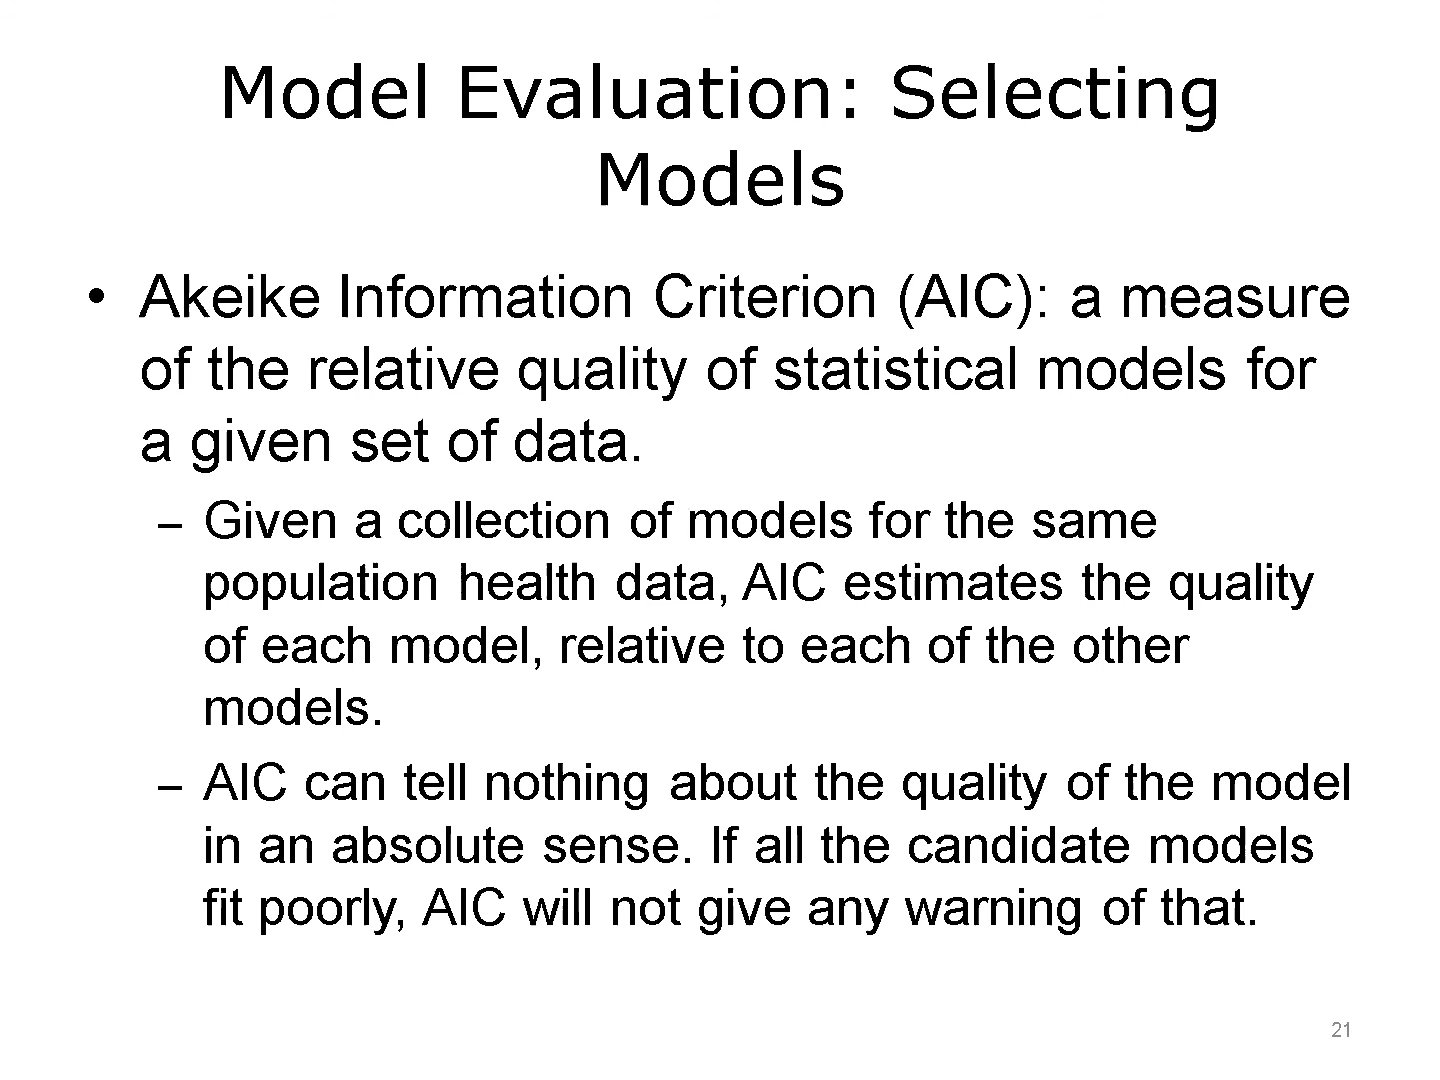 Model Evaluation: Selecting
Models
• Akeike Information Criterion (AIC): a measure
of the relative quality of statistical models for
a given set of data.
– Given a collection of models for the same
population health data, AIC estimates the quality
of each model, relative to each of the other
models.
– AIC can tell nothing about the quality of the model
in an absolute sense. If all the candidate models
fit poorly, AIC will not give any warning of that.
21